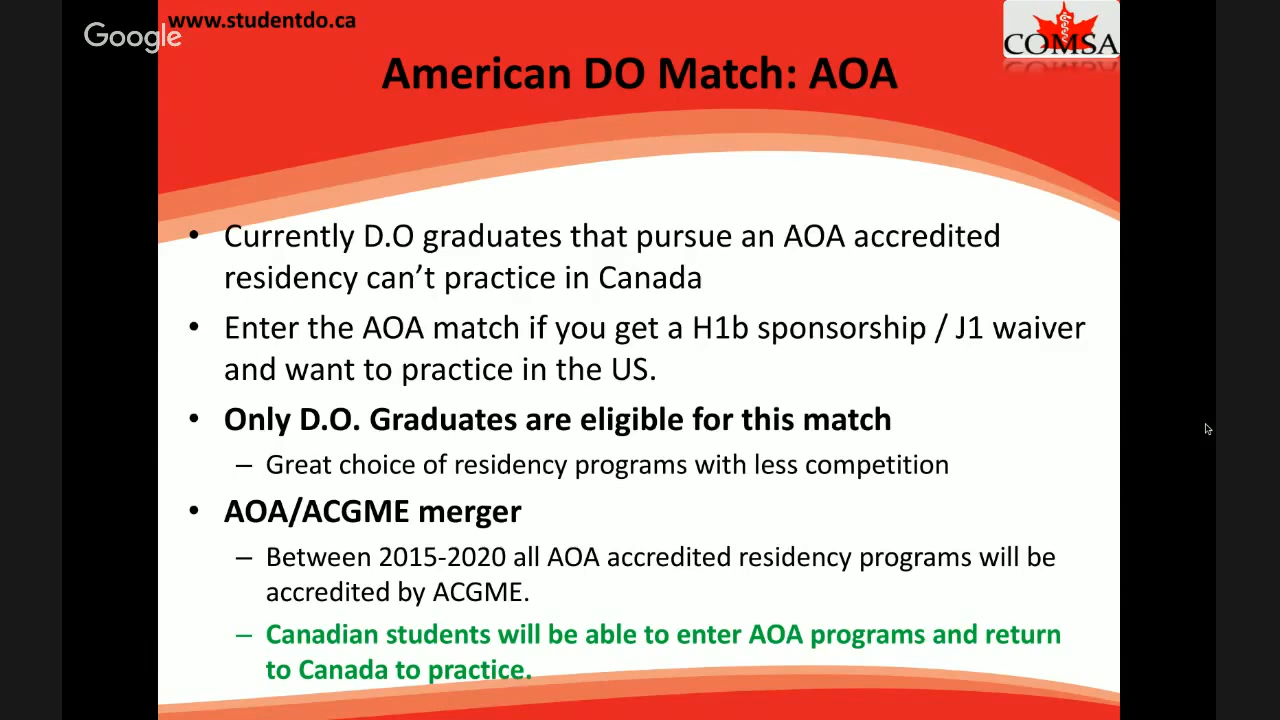 www.studentdo.ca
Google
COMSA
American DO Match: AOA
• Currently D.O graduates that pursue an AOA accredited
residency can't practice in Canada
• Enter the AOA match if you get a H1b sponsorship / J1 waiver
and want to practice in the US.
• Only D.O. Graduates are eligible for this match
– Great choice of residency programs with less competition
• AOA/ACGME merger
– Between 2015-2020 all AOA accredited residency programs will be
accredited by ACGME.
– Canadian students will be able to enter AOA programs and return
to Canada to practice.